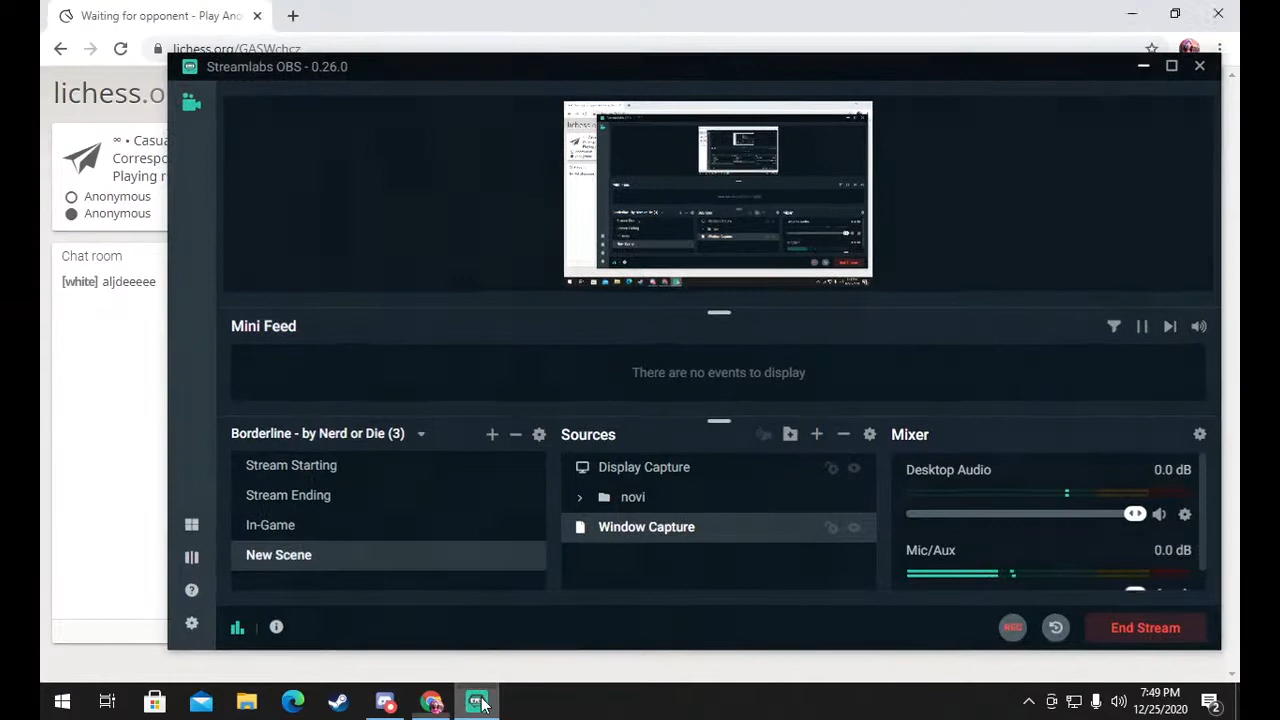 Waiting for opponent - Play Ano
lichess.org/GASWchcz
Streamlabs OBS - 0.26.0
lichess.o
∞ • Casua
Correspo
Playing r
Anonymous
Anonymous
Chat room
[white] aljdeeeee
Mini Feed
There are no events to display
Borderline - by Nerd or Die (3)
Stream Starting
Stream Ending
In-Game
New Scene
Sources
Display Capture
novi
Window Capture
Mixer
Desktop Audio 0.0 dB
Mic/Aux 0.0 dB
REC
End Stream
7:49 PM
12/25/2020
2